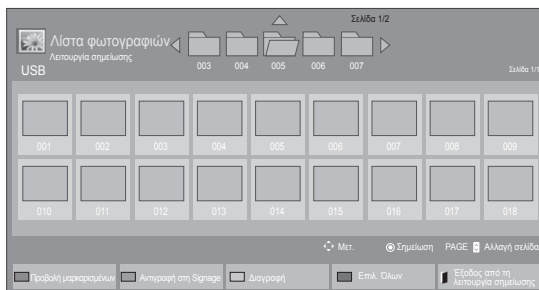 Σελίδα 1/2
Λίστα φωτογραφιών
Λειτουργία σημείωσης
USB
003 004 005 006 007
Σελίδα 1/1
001 002 003 004 005 006 007 008 009
010 011 012 013 014 015 016 017 018
Μετ. Σημείωση PAGE Αλλαγή σελίδα
Προβολή μαρκαρισμένων Αντιγραφή στη Signage Διαγραφή Επιλ. Όλων Έξοδος από τη
λειτουργία σημείωσης